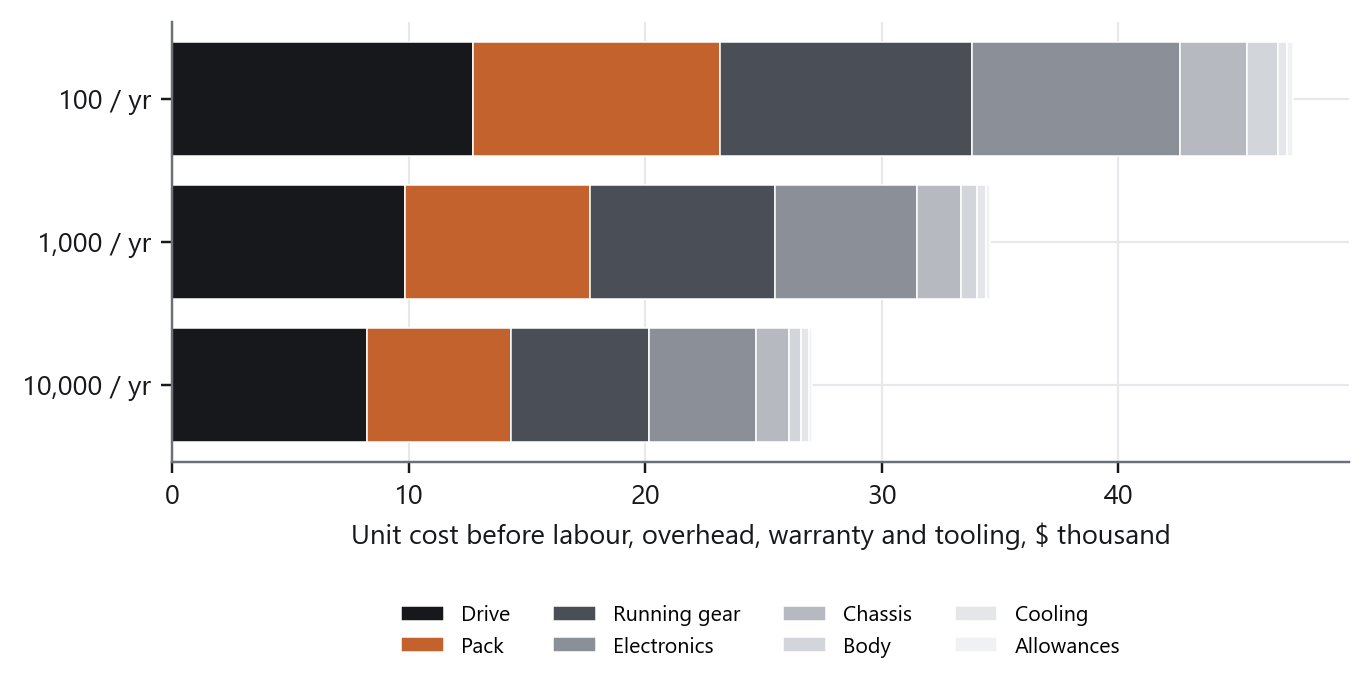 100 / yr
1,000 / yr
10,000 / yr
0 10 20 30 40
Unit cost before labour, overhead, warranty and tooling, $ thousand
Drive Running gear Chassis Cooling
Pack Electronics Body Allowances